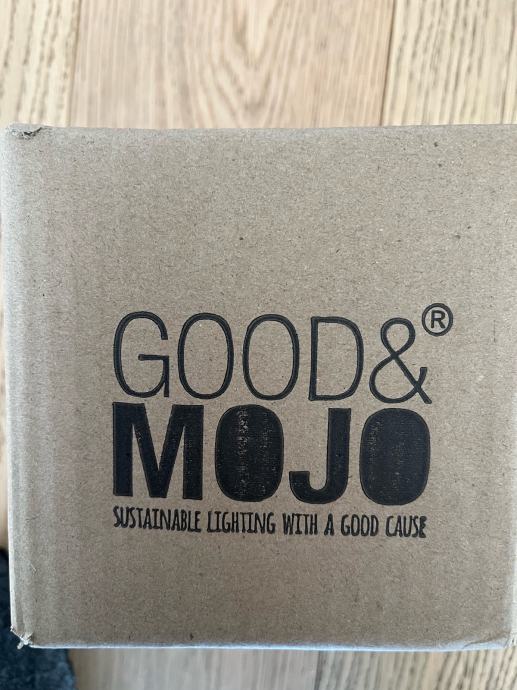 GOOD&®
MOJO
SUSTAINABLE LIGHTING WITH A GOOD CAUSE